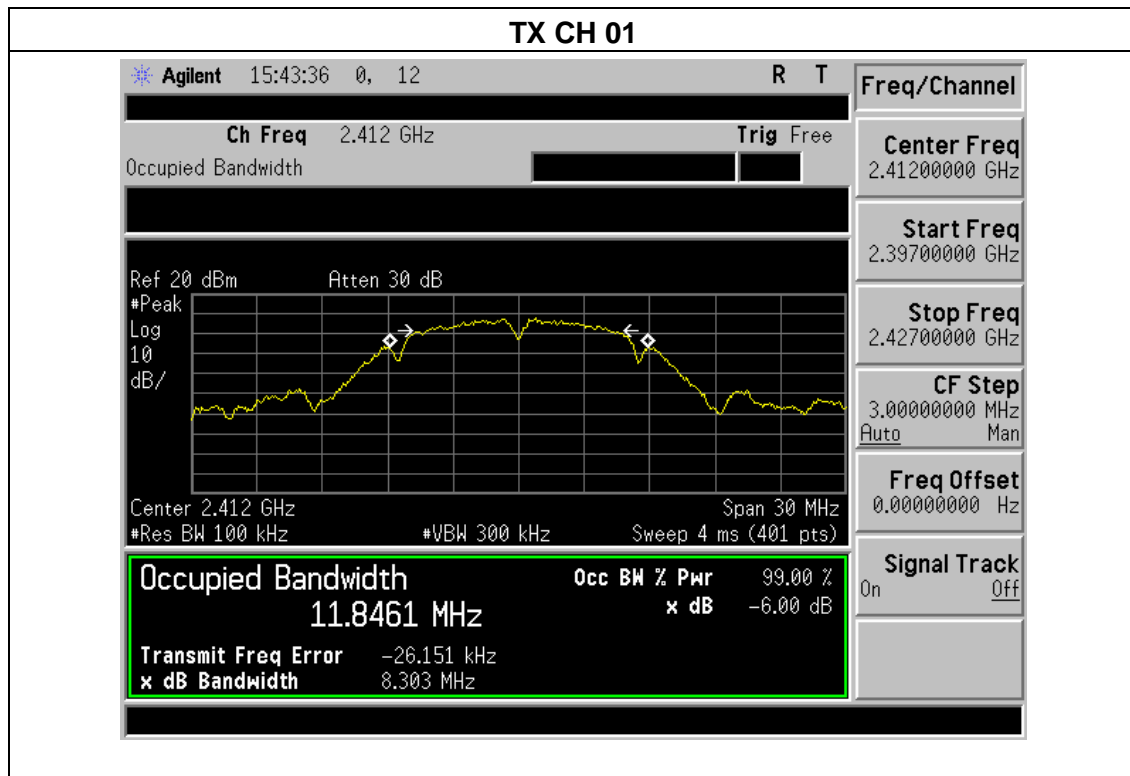 TX CH 01
Agilent 15:43:36 0, 12 R T
Freq/Channel
Ch Freq 2.412 GHz Trig Free
Occupied Bandwidth
Center Freq
2.41200000 GHz
Start Freq
2.39700000 GHz
Stop Freq
2.42700000 GHz
CF Step
3.00000000 MHz
Auto Man
Freq Offset
0.00000000 Hz
Signal Track
On Off
Ref 20 dBm Atten 30 dB
#Peak
Log
10
dB/
Center 2.412 GHz Span 30 MHz
#Res BW 100 kHz #VBW 300 kHz Sweep 4 ms (401 pts)
Occupied Bandwidth Occ BW % Pwr 99.00 %
11.8461 MHz x dB -6.00 dB
Transmit Freq Error -26.151 kHz
x dB Bandwidth 8.303 MHz